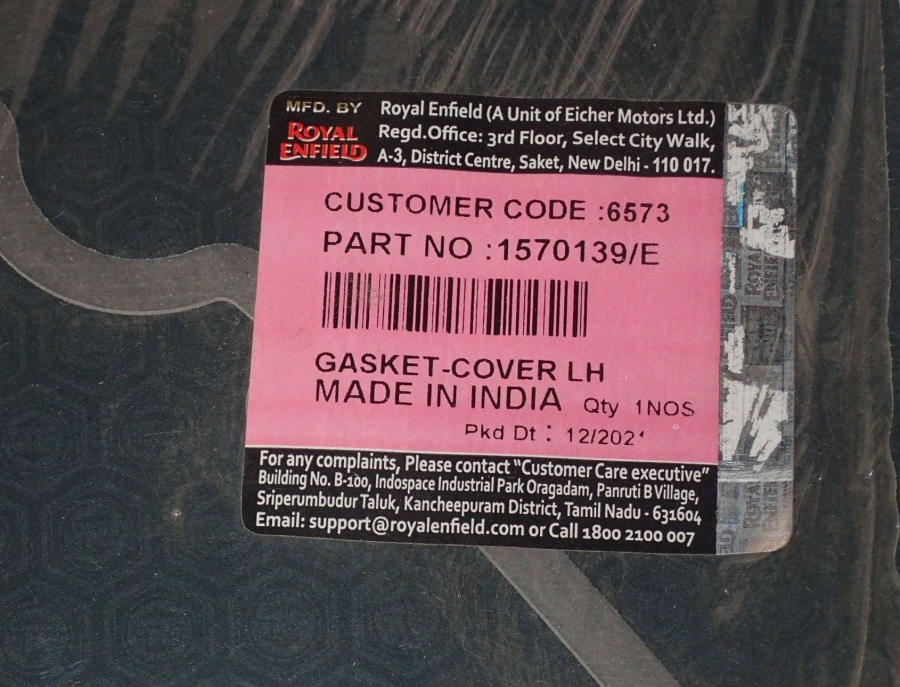 MFD. BY
ROYAL
ENFIELD
Royal Enfield (A Unit of Eicher Motors Ltd.)
Regd.Office: 3rd Floor, Select City Walk,
A-3, District Centre, Saket, New Delhi - 110 017.
CUSTOMER CODE :6573
PART NO :1570139/E
GASKET-COVER LH
MADE IN INDIA Qty 1NOS
Pkd Dt :
For any complaints, Please contact "Customer Care executive"
Building No. B-100, Indospace Industrial Park Oragadam, Panruti B Village,
Sriperumbudur Taluk, Kancheepuram District, Tamil Nadu - 631604
Email: support@royalenfield.com or Call 1800 2100 007